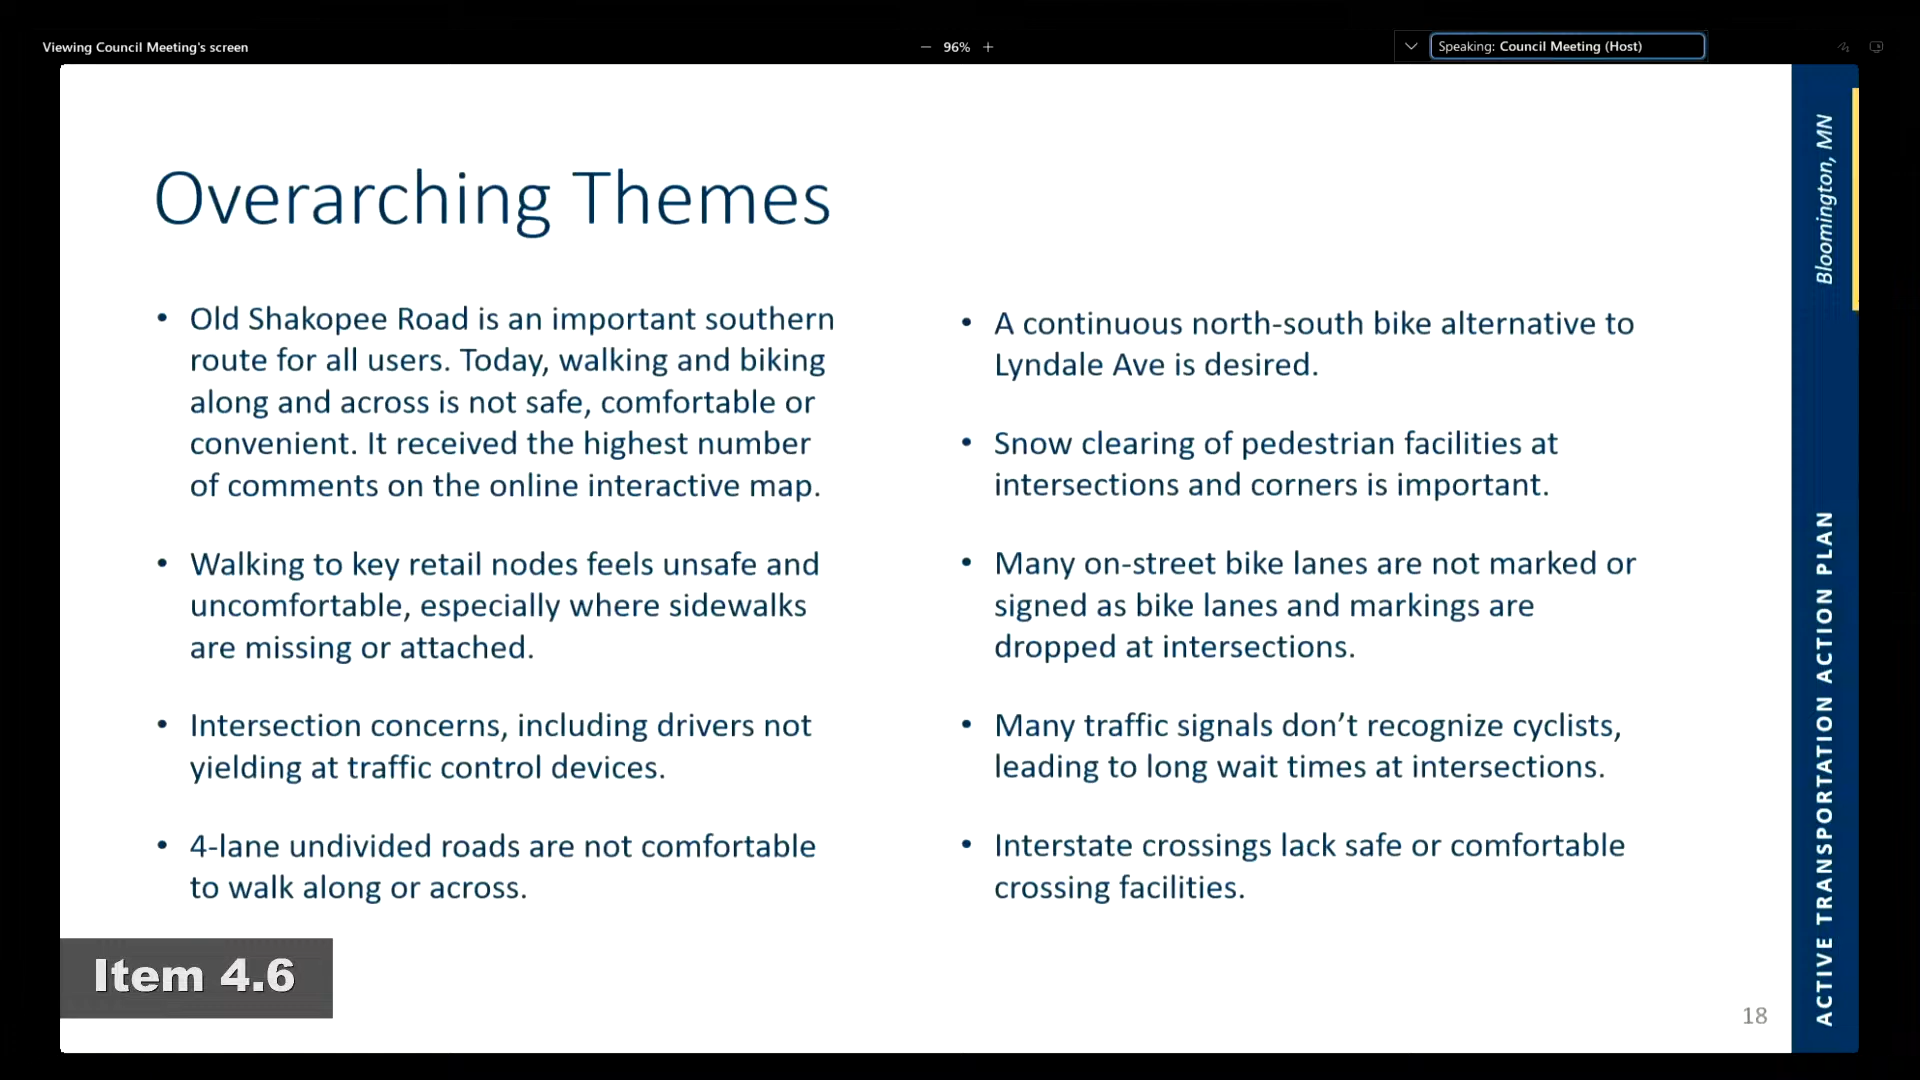 Viewing Council Meeting's screen
96%
Speaking: Council Meeting (Host)
Overarching Themes
• Old Shakopee Road is an important southern
route for all users. Today, walking and biking
along and across is not safe, comfortable or
convenient. It received the highest number
of comments on the online interactive map.
• Walking to key retail nodes feels unsafe and
uncomfortable, especially where sidewalks
are missing or attached.
• Intersection concerns, including drivers not
yielding at traffic control devices.
• 4-lane undivided roads are not comfortable
to walk along or across.
• A continuous north-south bike alternative to
Lyndale Ave is desired.
• Snow clearing of pedestrian facilities at
intersections and corners is important.
• Many on-street bike lanes are not marked or
signed as bike lanes and markings are
dropped at intersections.
• Many traffic signals don’t recognize cyclists,
leading to long wait times at intersections.
• Interstate crossings lack safe or comfortable
crossing facilities.
Bloomington, MN
ACTIVE TRANSPORTATION ACTION PLAN
Item 4.6
18